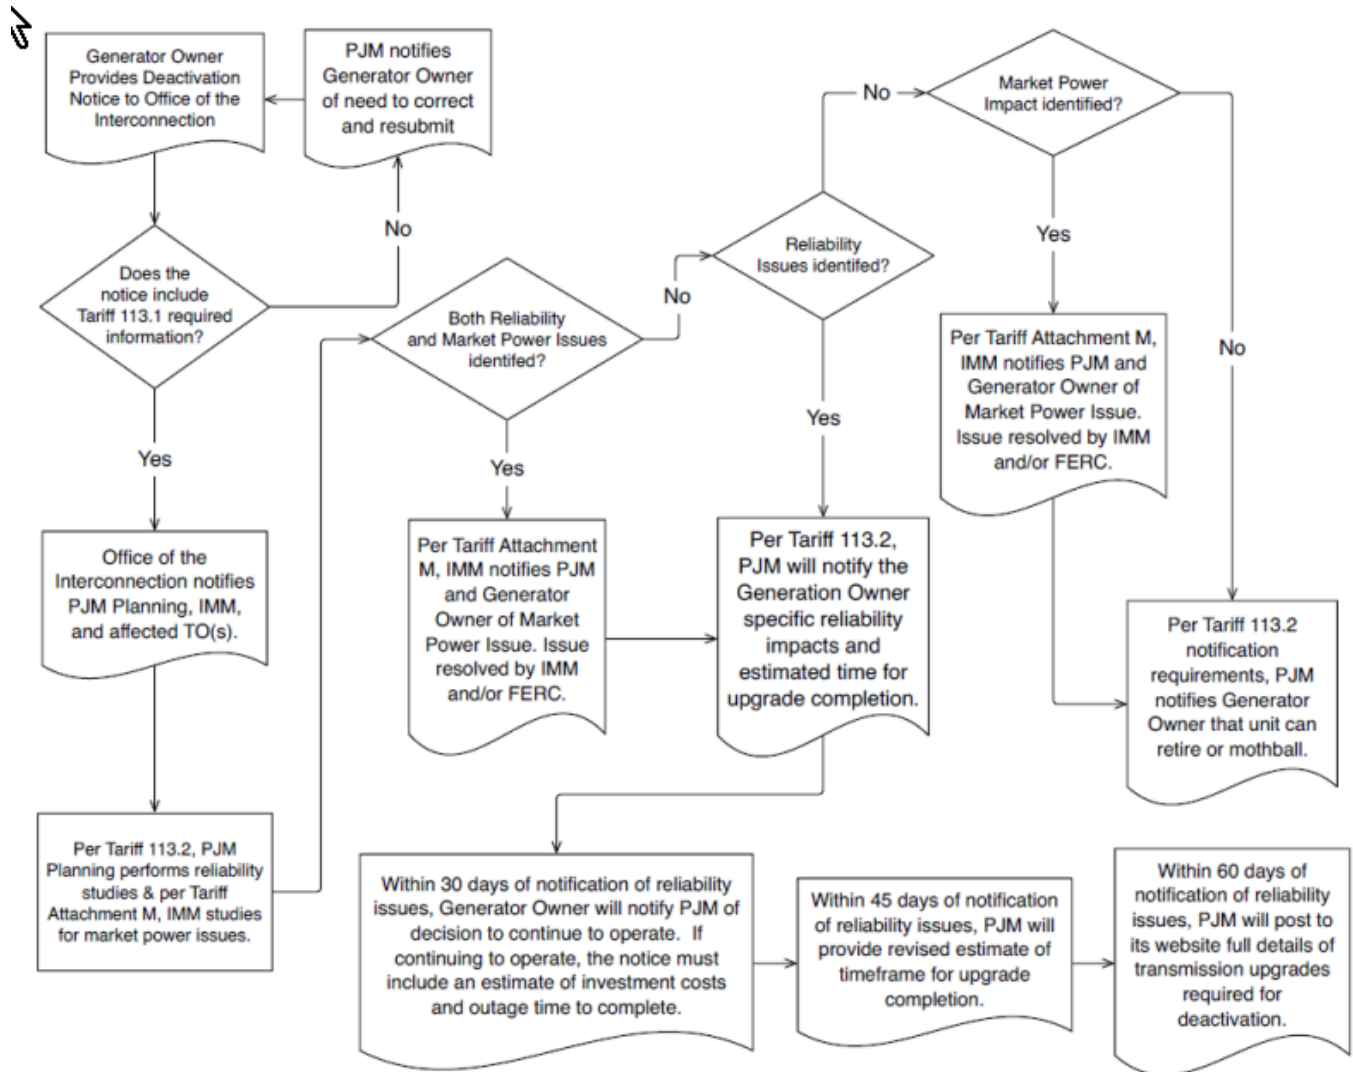 Generator Owner
Provides Deactivation
Notice to Office of the
Interconnection
PJM notifies
Generator Owner
of need to correct
and resubmit
No
Does the
notice include
Tariff 113.1 required
information?
Yes
Office of the
Interconnection notifies
PJM Planning, IMM,
and affected TO(s).
Per Tariff 113.2, PJM
Planning performs reliability
studies & per Tariff
Attachment M, IMM studies
for market power issues.
Both Reliability
and Market Power Issues
identifed?
No
Yes
Per Tariff Attachment
M, IMM notifies PJM
and Generator
Owner of Market
Power Issue. Issue
resolved by IMM
and/or FERC.
Reliability
Issues identifed?
No
Yes
Per Tariff 113.2,
PJM will notify the
Generation Owner
specific reliability
impacts and
estimated time for
upgrade completion.
Market Power
Impact identified?
Yes
No
Per Tariff Attachment M,
IMM notifies PJM and
Generator Owner of
Market Power Issue.
Issue resolved by IMM
and/or FERC.
Per Tariff 113.2
notification
requirements, PJM
notifies Generator
Owner that unit can
retire or mothball.
Within 30 days of notification of reliability
issues, Generator Owner will notify PJM of
decision to continue to operate. If
continuing to operate, the notice must
include an estimate of investment costs
and outage time to complete.
Within 45 days of notification
of reliability issues, PJM will
provide revised estimate of
timeframe for upgrade
completion.
Within 60 days of
notification of reliability
issues, PJM will post to
its website full details of
transmission upgrades
required for
deactivation.